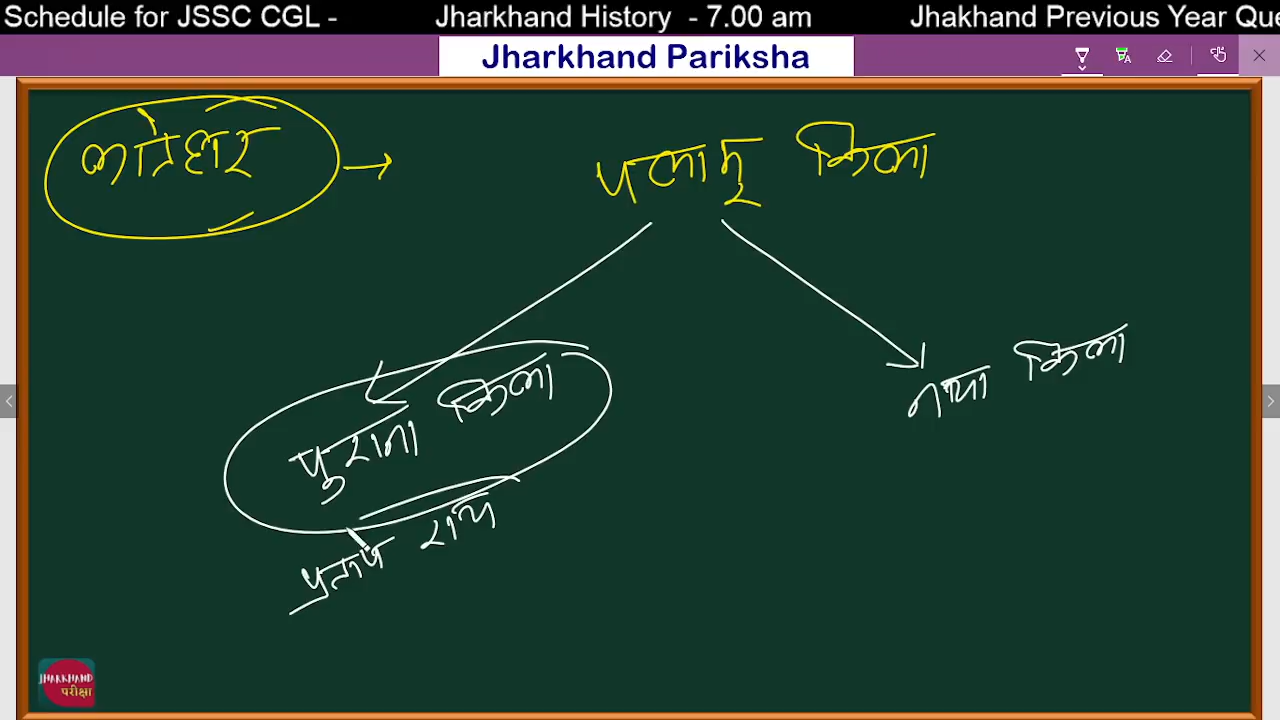 Schedule for JSSC CGL - Jharkhand History - 7.00 am Jhakhand Previous Year Que
Jharkhand Pariksha
पलामू किला
पुराना किला
नया किला
प्रताप राय
JHARKHAND
परीक्षा